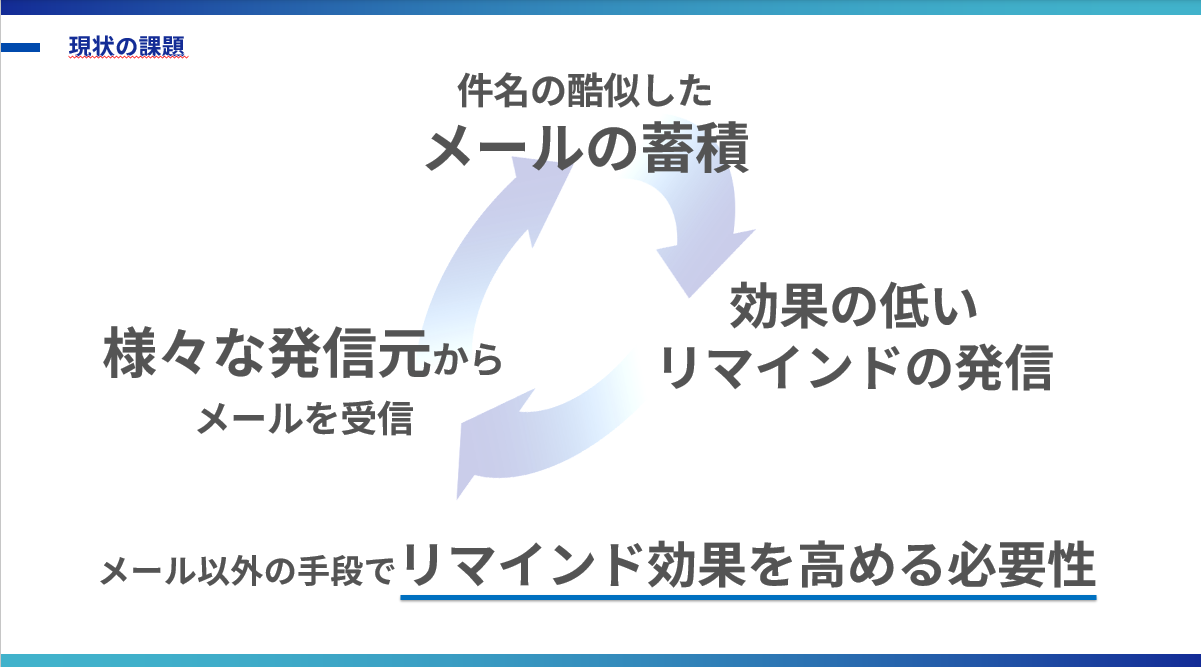 現状の課題
件名の酷似した
メールの蓄積
効果の低い
リマインドの発信
様々な発信元から
メールを受信
メール以外の手段でリマインド効果を高める必要性